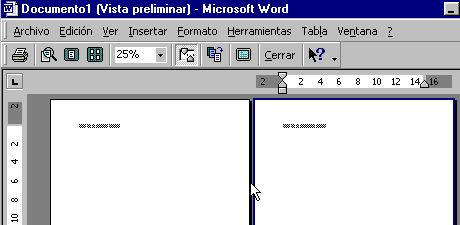 Documento1 (Vista preliminar) - Microsoft Word
Archivo Edición Ver Insertar Formato Herramientas Tabla Ventana ?
25% Cerrar
L 2 2 4 6 8 10 12 14 16
2
2
4
6
8
10